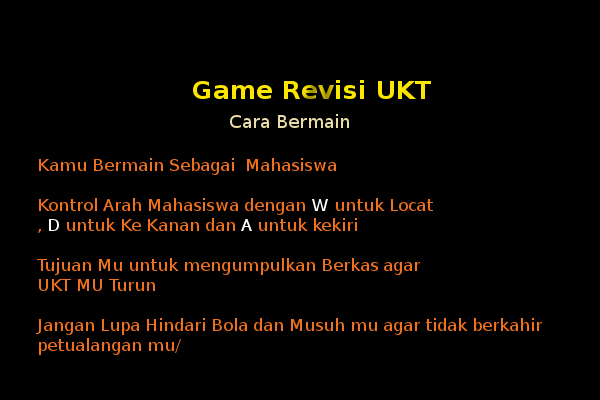 Game Revisi UKT
Cara Bermain
Kamu Bermain Sebagai  Mahasiswa
Kontrol Arah Mahasiswa dengan W untuk Locat
, D untuk Ke Kanan dan A untuk kekiri
Tujuan Mu untuk mengumpulkan Berkas agar
UKT MU Turun
Jangan Lupa Hindari Bola dan Musuh mu agar tidak berkahir
petualangan mu/